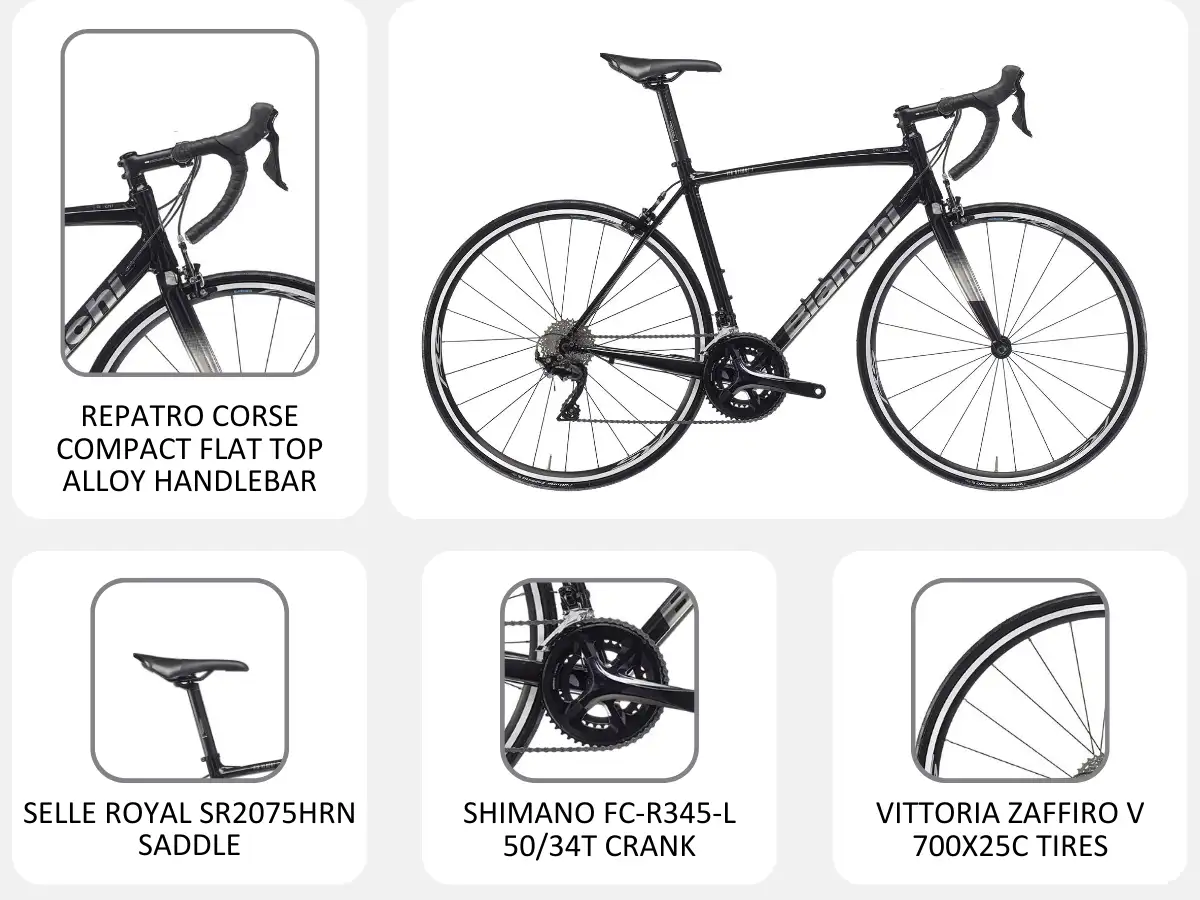 chi
REPATRO CORSE
COMPACT FLAT TOP
ALLOY HANDLEBAR
Bianchi
SELLE ROYAL SR2075HRN
SADDLE
SHIMANO FC-R345-L
50/34T CRANK
VITTORIA ZAFFIRO V
700X25C TIRES